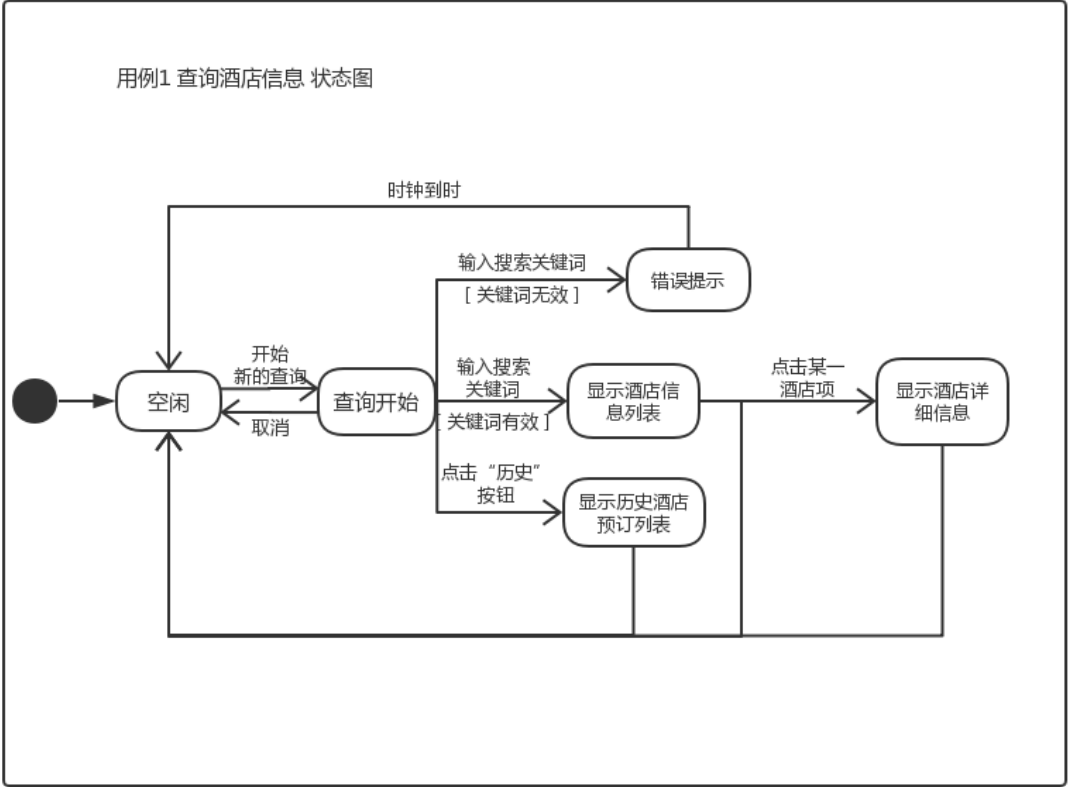 用例1 查询酒店信息 状态图
时钟到时
输入搜索关键词
[ 关键词无效 ]
错误提示
开始
新的查询
空闲
取消
查询开始
输入搜索
关键词
[ 关键词有效 ]
显示酒店信
息列表
点击某一
酒店项
显示酒店详
细信息
点击“历史”
按钮
显示历史酒店
预订列表